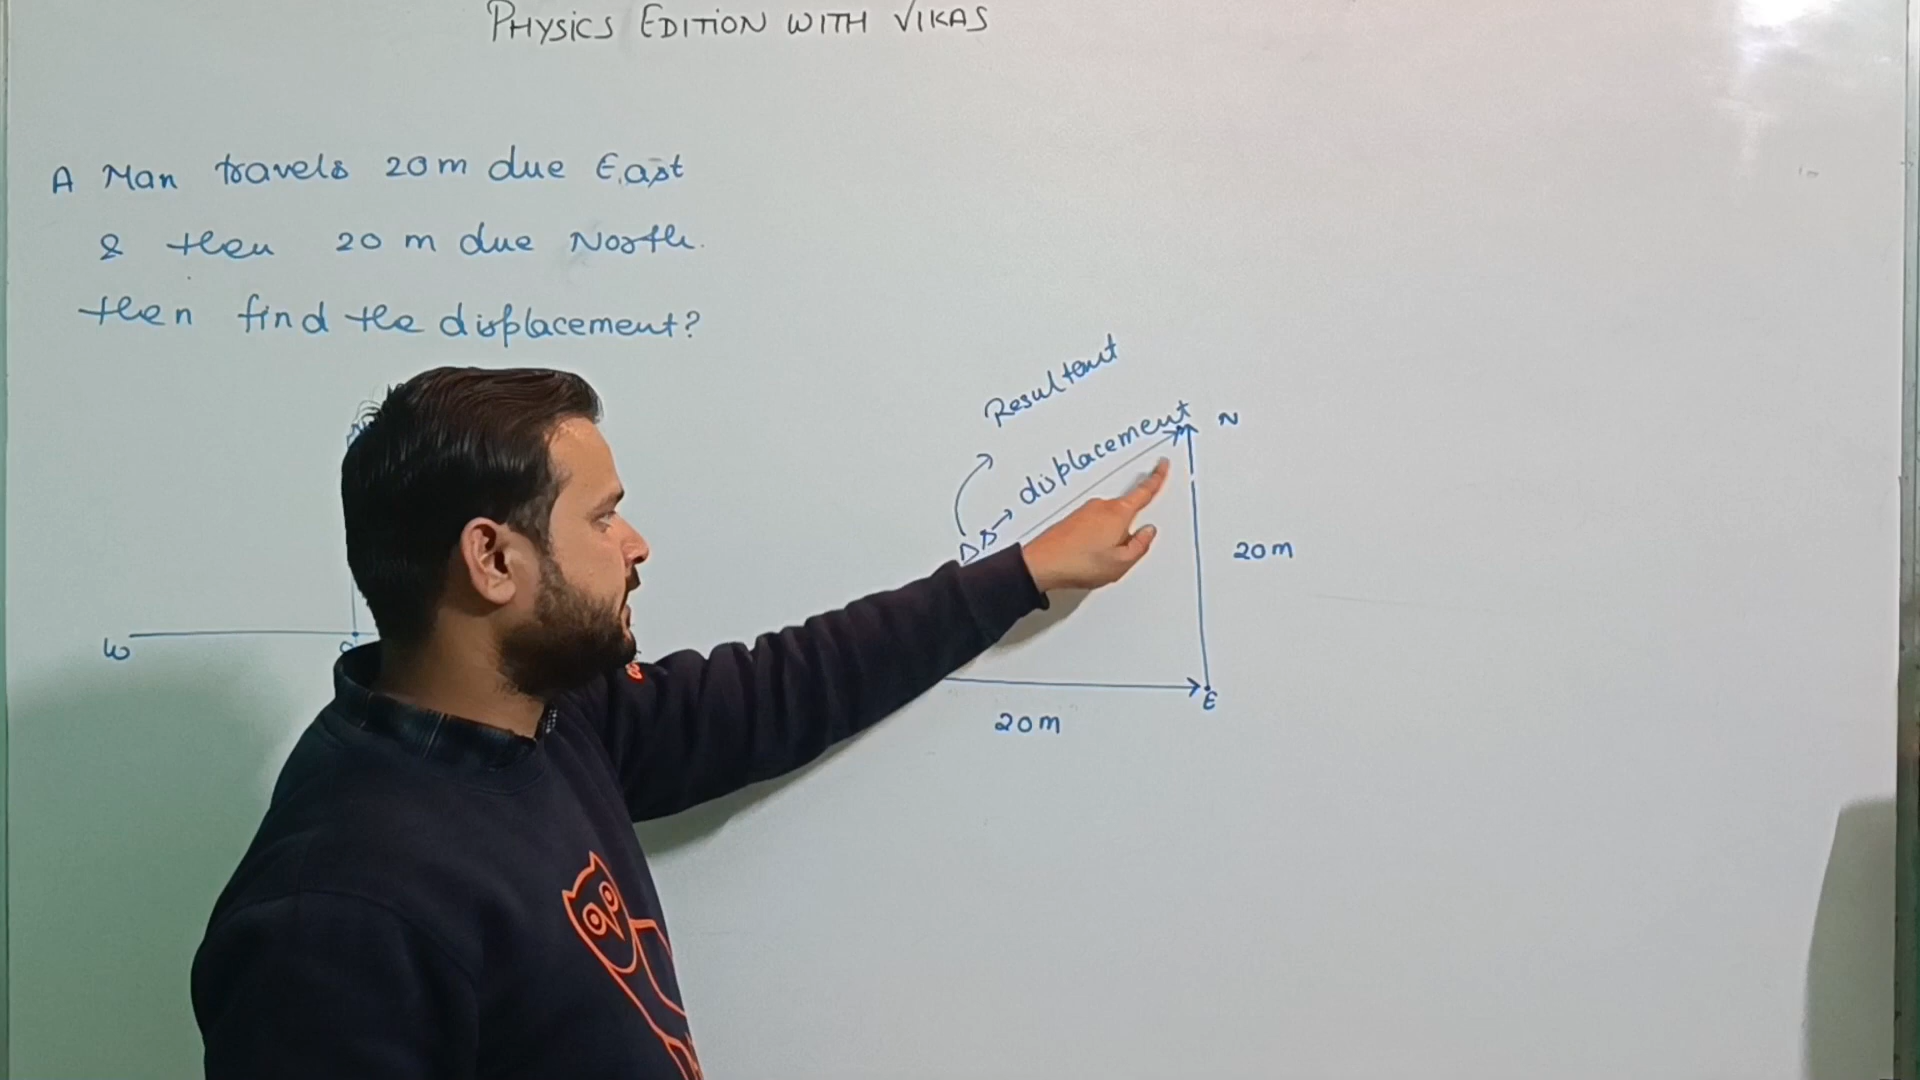 PHYSICS EDITION WITH VIKAS
A Man travels 20m due East
& then 20 m due North.
then find the displacement?
Resultant
displacement
N
20m
W
E
20m